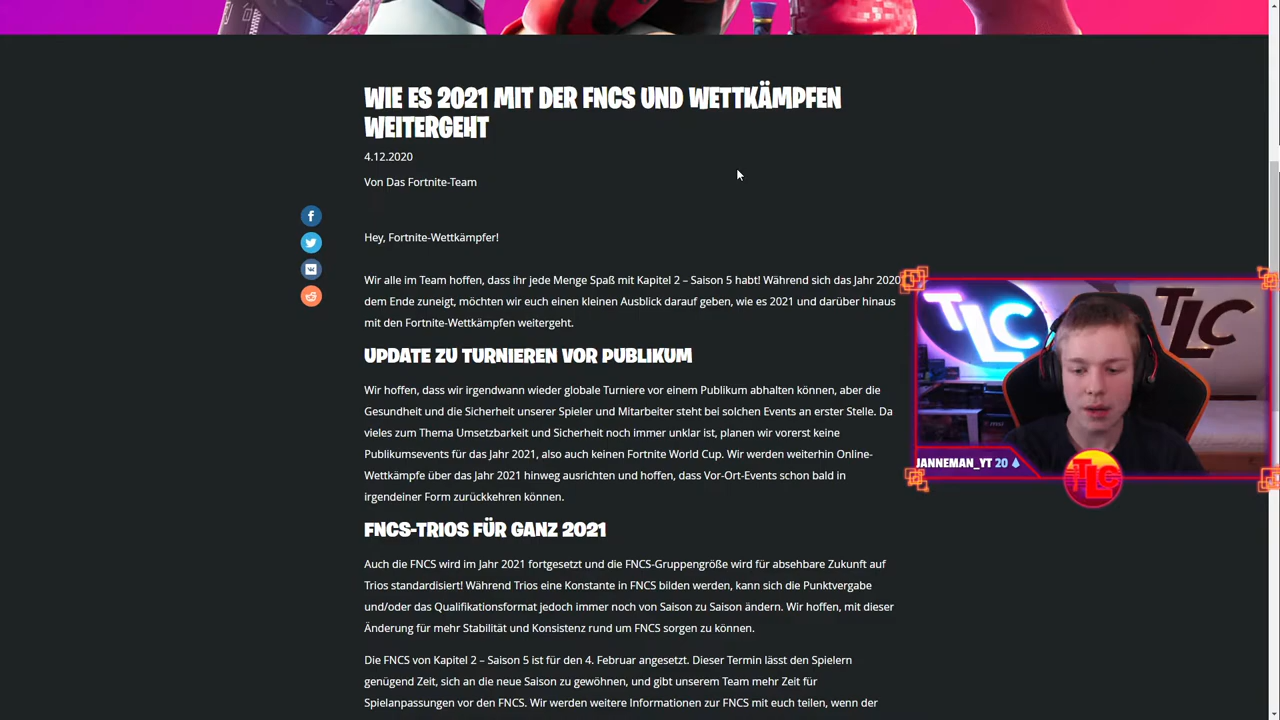 WIE ES 2021 MIT DER FNCS UND WETTKÄMPFEN
WEITERGEHT
4.12.2020
Von Das Fortnite-Team
Hey, Fortnite-Wettkämpfer!
Wir alle im Team hoffen, dass ihr jede Menge Spaß mit Kapitel 2 – Saison 5 habt! Während sich das Jahr 2020
dem Ende zuneigt, möchten wir euch einen kleinen Ausblick darauf geben, wie es 2021 und darüber hinaus
mit den Fortnite-Wettkämpfen weitergeht.
UPDATE ZU TURNIEREN VOR PUBLIKUM
Wir hoffen, dass wir irgendwann wieder globale Turniere vor einem Publikum abhalten können, aber die
Gesundheit und die Sicherheit unserer Spieler und Mitarbeiter steht bei solchen Events an erster Stelle. Da
vieles zum Thema Umsetzbarkeit und Sicherheit noch immer unklar ist, planen wir vorerst keine
Publikumsevents für das Jahr 2021, also auch keinen Fortnite World Cup. Wir werden weiterhin Online-
Wettkämpfe über das Jahr 2021 hinweg ausrichten und hoffen, dass Vor-Ort-Events schon bald in
irgendeiner Form zurückkehren können.
FNCS-TRIOS FÜR GANZ 2021
Auch die FNCS wird im Jahr 2021 fortgesetzt und die FNCS-Gruppengröße wird für absehbare Zukunft auf
Trios standardisiert! Während Trios eine Konstante in FNCS bilden werden, kann sich die Punktvergabe
und/oder das Qualifikationsformat jedoch immer noch von Saison zu Saison ändern. Wir hoffen, mit dieser
Änderung für mehr Stabilität und Konsistenz rund um FNCS sorgen zu können.
Die FNCS von Kapitel 2 – Saison 5 ist für den 4. Februar angesetzt. Dieser Termin lässt den Spielern
genügend Zeit, sich an die neue Saison zu gewöhnen, und gibt unserem Team mehr Zeit für
Spielanpassungen vor den FNCS. Wir werden weitere Informationen zur FNCS mit euch teilen, wenn der
TLC
TLC
JANNEMAN_YT 20
TLC